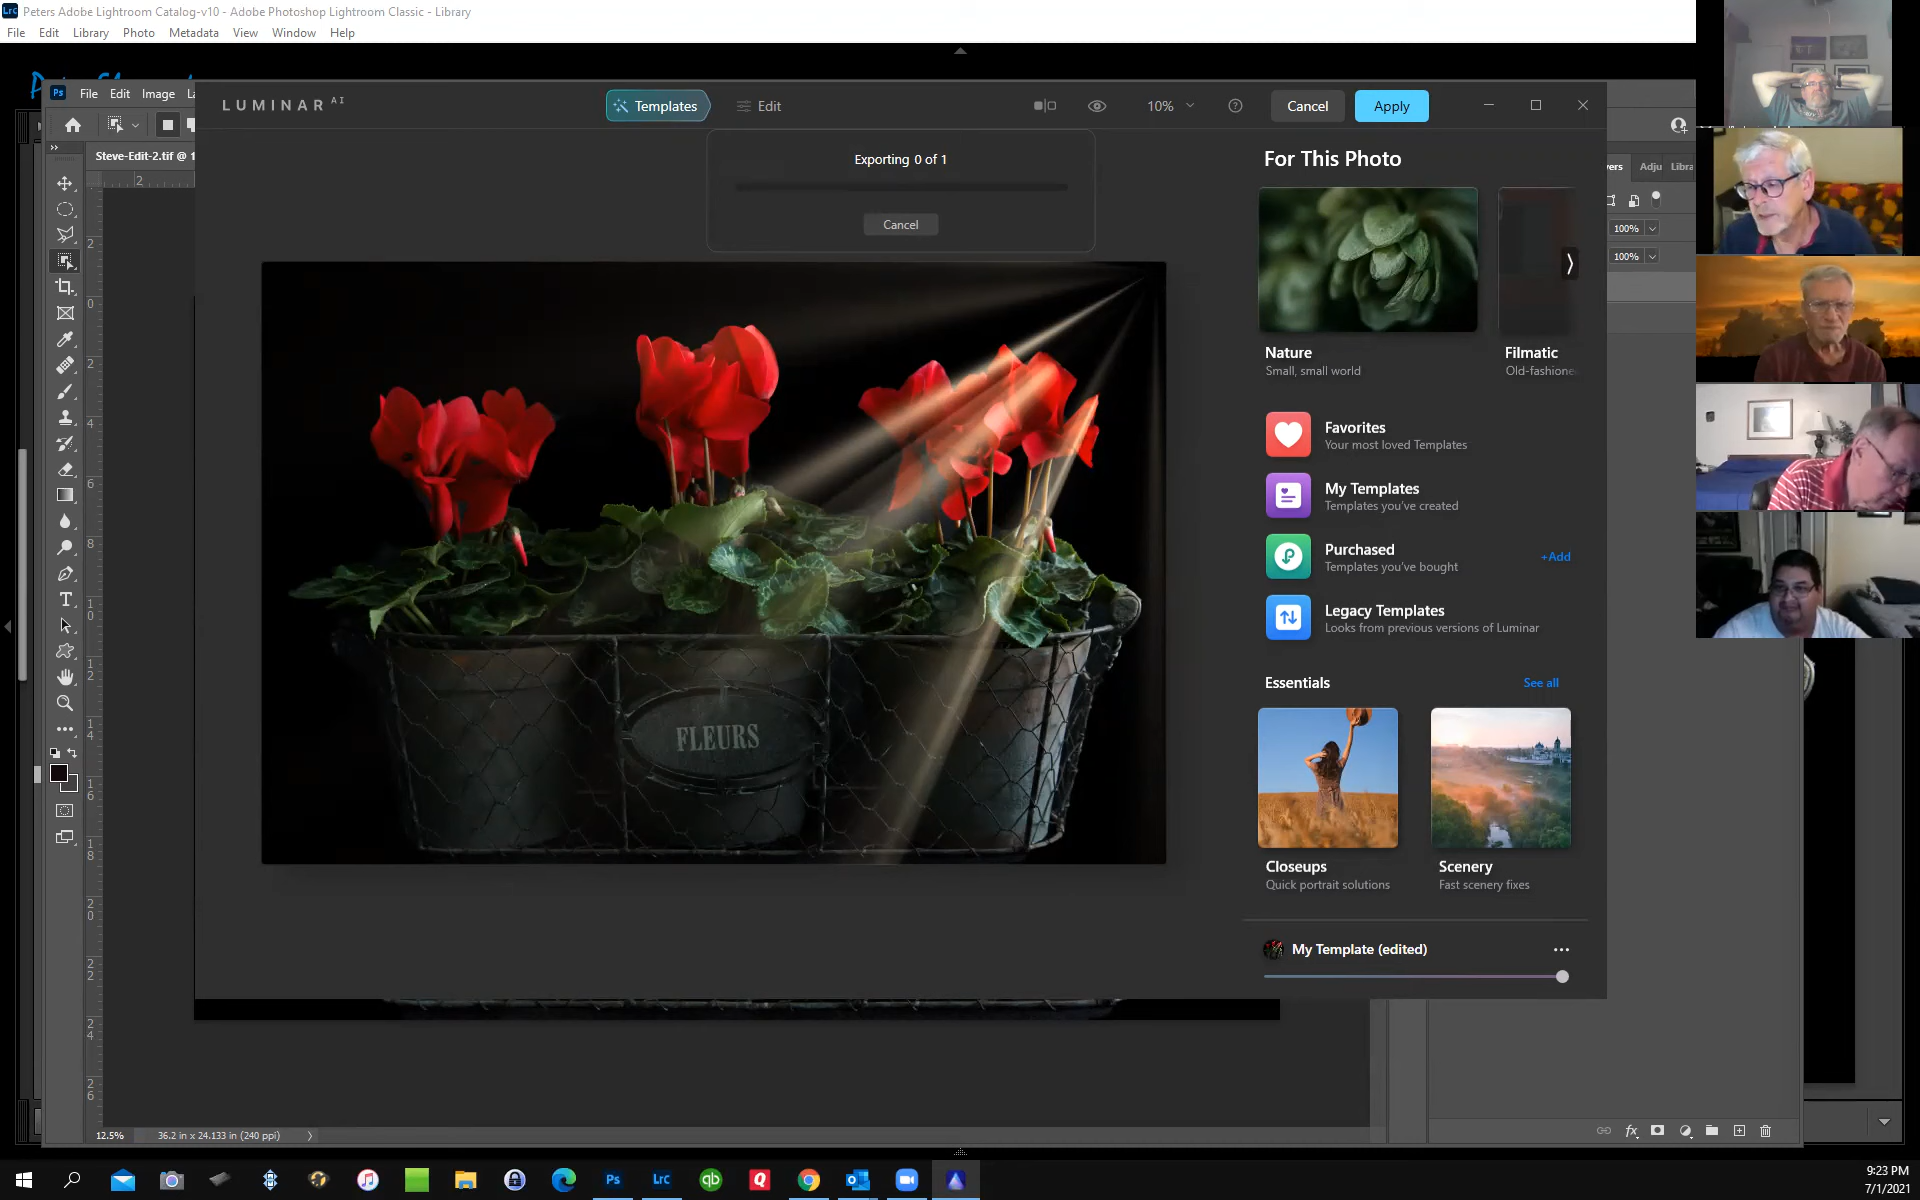 Peters Adobe Lightroom Catalog-v10 - Adobe Photoshop Lightroom Classic - Library
File Edit Library Photo Metadata View Window Help
File Edit Image
LUMINAR AI
Templates
Edit
10%
Cancel
Apply
Steve-Edit-2.tif @ 1
Exporting 0 of 1
Cancel
For This Photo
Adju
Libra
100%
100%
Nature
Small, small world
Filmatic
Old-fashione
Favorites
Your most loved Templates
My Templates
Templates you've created
Purchased
Templates you've bought
+Add
Legacy Templates
Looks from previous versions of Luminar
Essentials
See all
FLEURS
Closeups
Quick portrait solutions
Scenery
Fast scenery fixes
My Template (edited)
12.5%
36.2 in x 24.133 in (240 ppi)
9:23 PM
7/1/2021